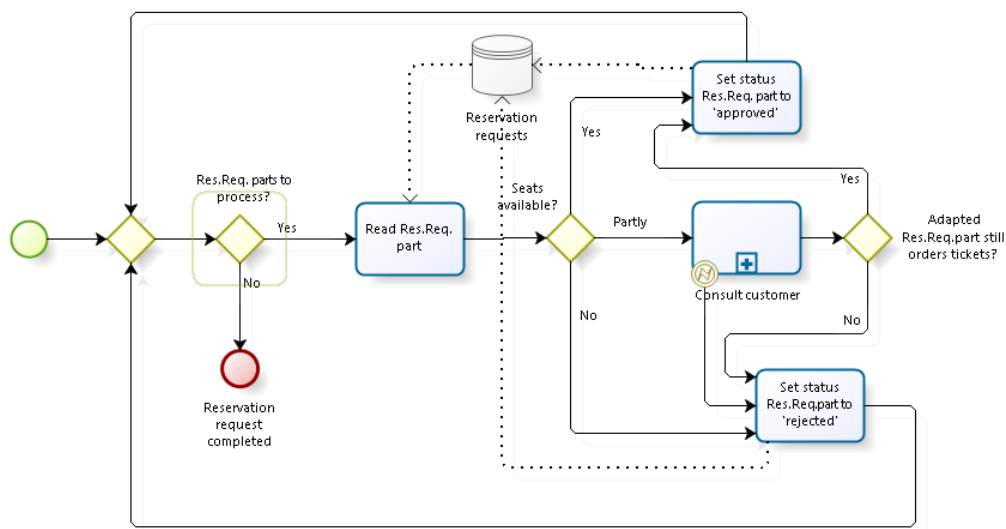 Set status
Res.Req. part to
'approved'
Reservation
requests
Yes
Res.Req. parts to
process?
Seats
available?
Yes
Yes
Read Res.Req.
part
Partly
Adapted
Res.Req.part still
orders tickets?
No
Consult customer
No
No
Set status
Res.Req.part to
'rejected'
Reservation
request
completed